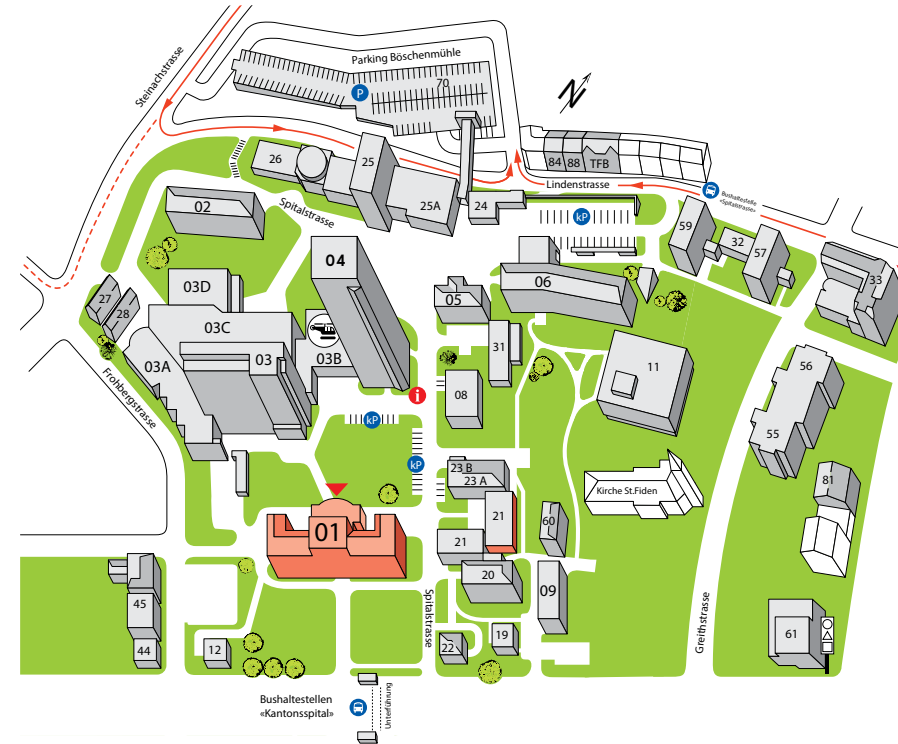 Steinachstrasse
Parking Böschenmühle
70
P
N
84
88
TFB
Lindenstrasse
Bushaltestelle
«Spitalstrasse»
26
25
25A
24
kP
Spitalstrasse
02
59
32
57
33
04
03D
03C
03
03B
03A
27
28
Frohbergstrasse
05
06
31
08
11
i
kP
kP
56
55
81
23 B
23 A
21
21
20
60
09
Kirche St.Fiden
01
45
44
12
Spitalstrasse
22
19
Greithstrasse
61
Bushaltestellen
«Kantonsspital»
Unterführung